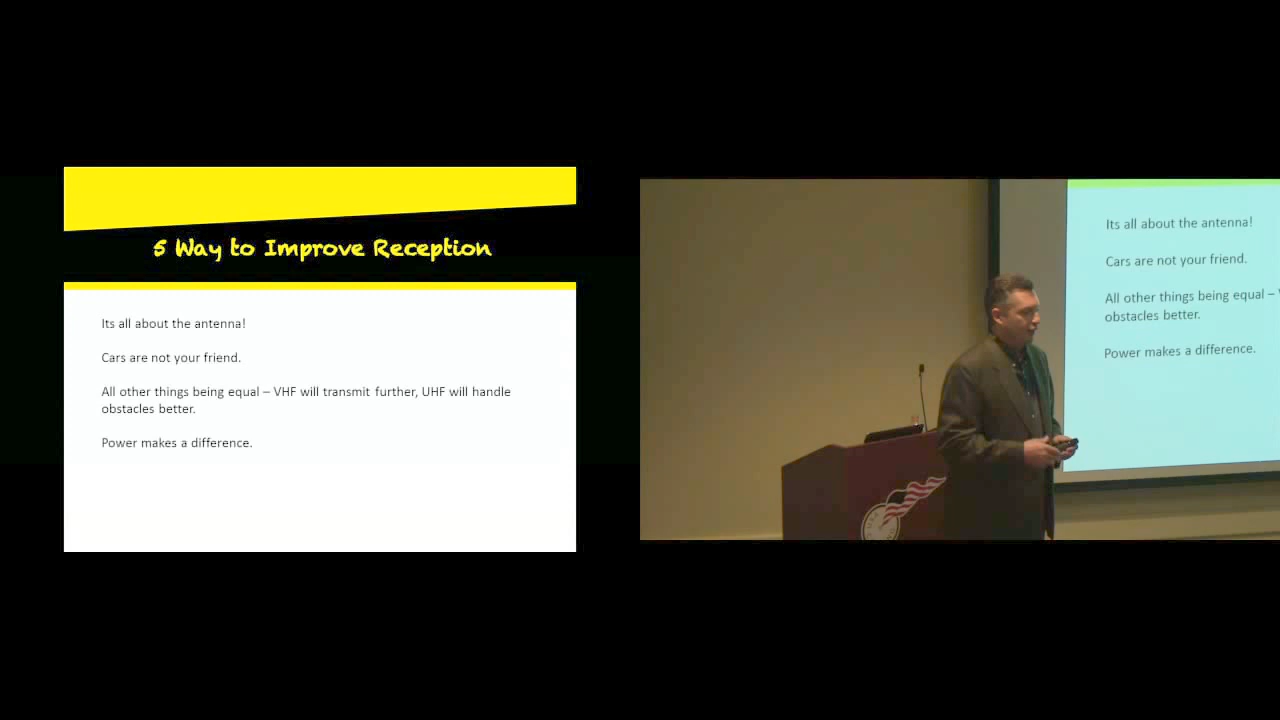 5 Way to Improve Reception
Its all about the antenna!
Cars are not your friend.
All other things being equal – VHF will transmit further, UHF will handle
obstacles better.
Power makes a difference.
Its all about the antenna!
Cars are not your friend.
All other things being equal –
obstacles better.
Power makes a difference.
USA